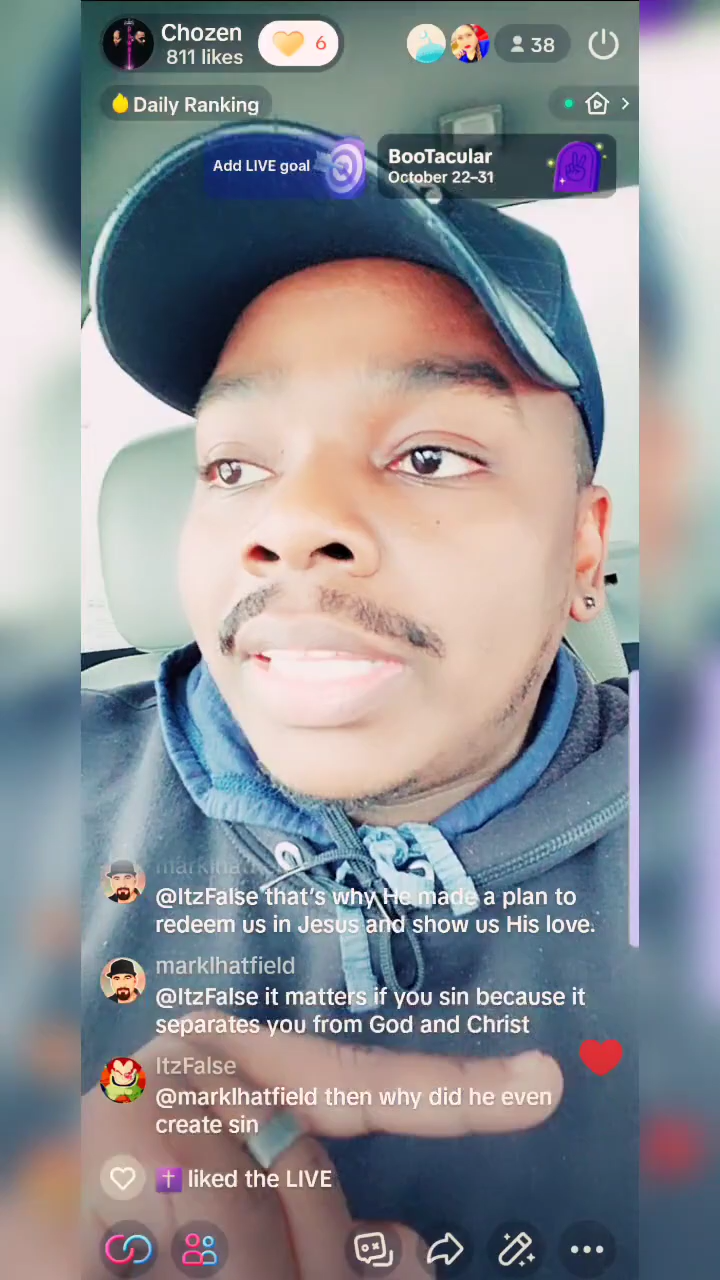 Chozen
811 likes
6
38
Daily Ranking
Add LIVE goal
BooTacular
October 22-31
marklhatfield
@ItzFalse that's why He made a plan to
redeem us in Jesus and show us His love.
marklhatfield
@ItzFalse it matters if you sin because it
separates you from God and Christ
ItzFalse
@marklhatfield then why did he even
create sin
liked the LIVE